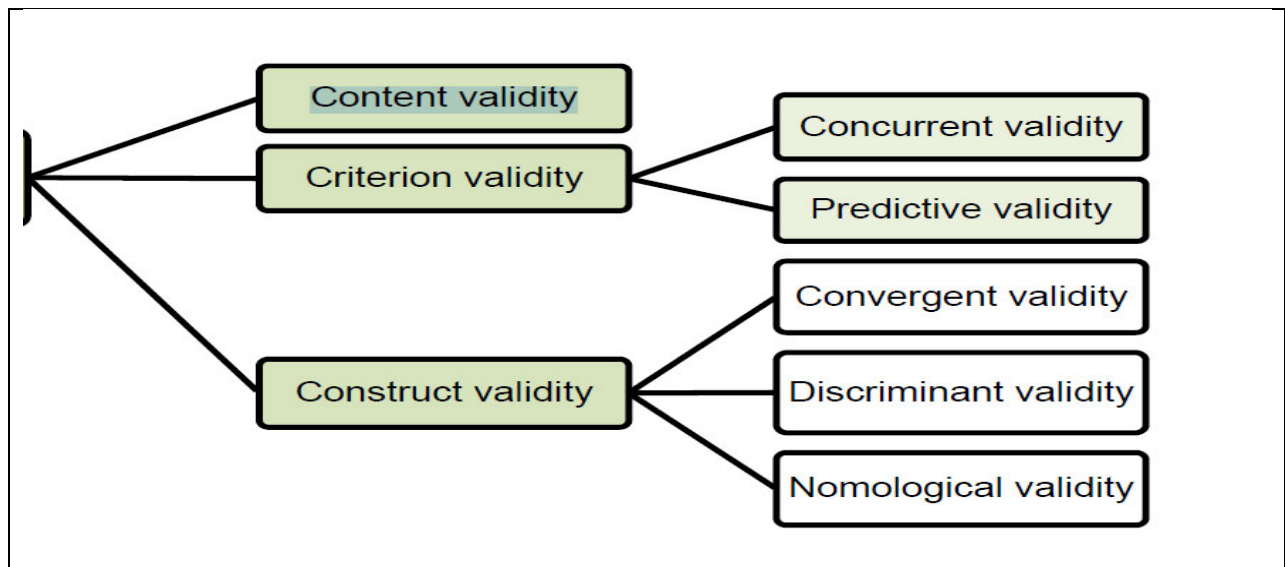 Content validity
Criterion validity
Construct validity
Concurrent validity
Predictive validity
Convergent validity
Discriminant validity
Nomological validity